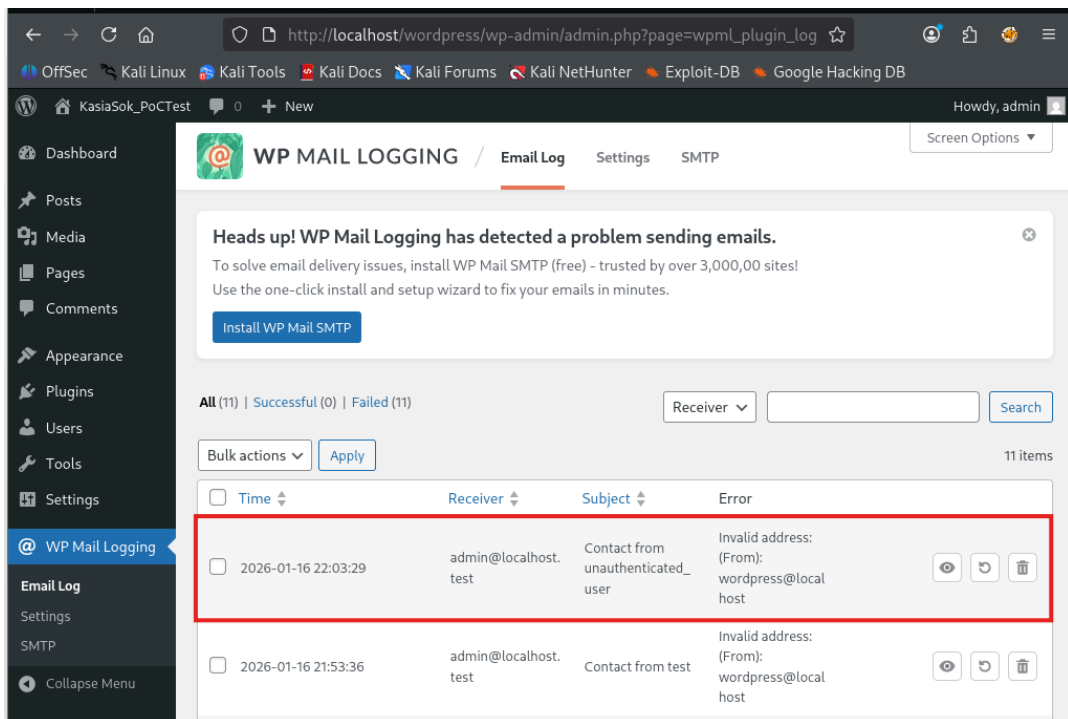 http://localhost/wordpress/wp-admin/admin.php?page=wpml_plugin_log
OffSec Kali Linux Kali Tools Kali Docs Kali Forums Kali NetHunter Exploit-DB Google Hacking DB
KasiaSok_PoCTest 0 + New Howdy, admin
Dashboard
Posts
Media
Pages
Comments
Appearance
Plugins
Users
Tools
Settings
WP Mail Logging
Email Log
Settings
SMTP
Collapse Menu
WP MAIL LOGGING / Email Log Settings SMTP
Screen Options
Heads up! WP Mail Logging has detected a problem sending emails.
To solve email delivery issues, install WP Mail SMTP (free) - trusted by over 3,000,00 sites!
Use the one-click install and setup wizard to fix your emails in minutes.
Install WP Mail SMTP
All (11) | Successful (0) | Failed (11)
Receiver Search
Bulk actions Apply 11 items
Time Receiver Subject Error
2026-01-16 22:03:29
admin@localhost.
test
Contact from
unauthenticated_
user
Invalid address:
(From):
wordpress@local
host
2026-01-16 21:53:36
admin@localhost.
test
Contact from test
Invalid address:
(From):
wordpress@local
host